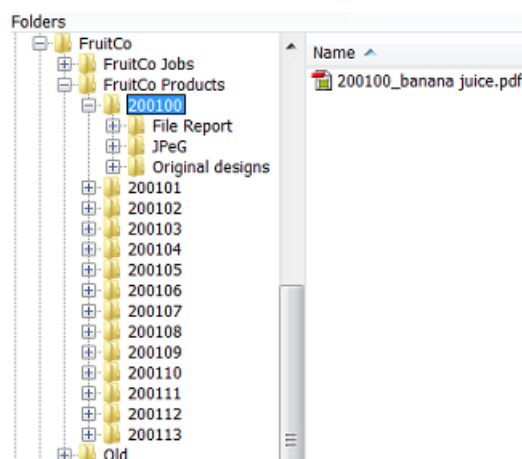 Folders
FruitCo
FruitCo Jobs
FruitCo Products
200100
File Report
JPeG
Original designs
200101
200102
200103
200104
200105
200106
200107
200108
200109
200110
200111
200112
200113
Old
Name
200100_banana juice.pdf